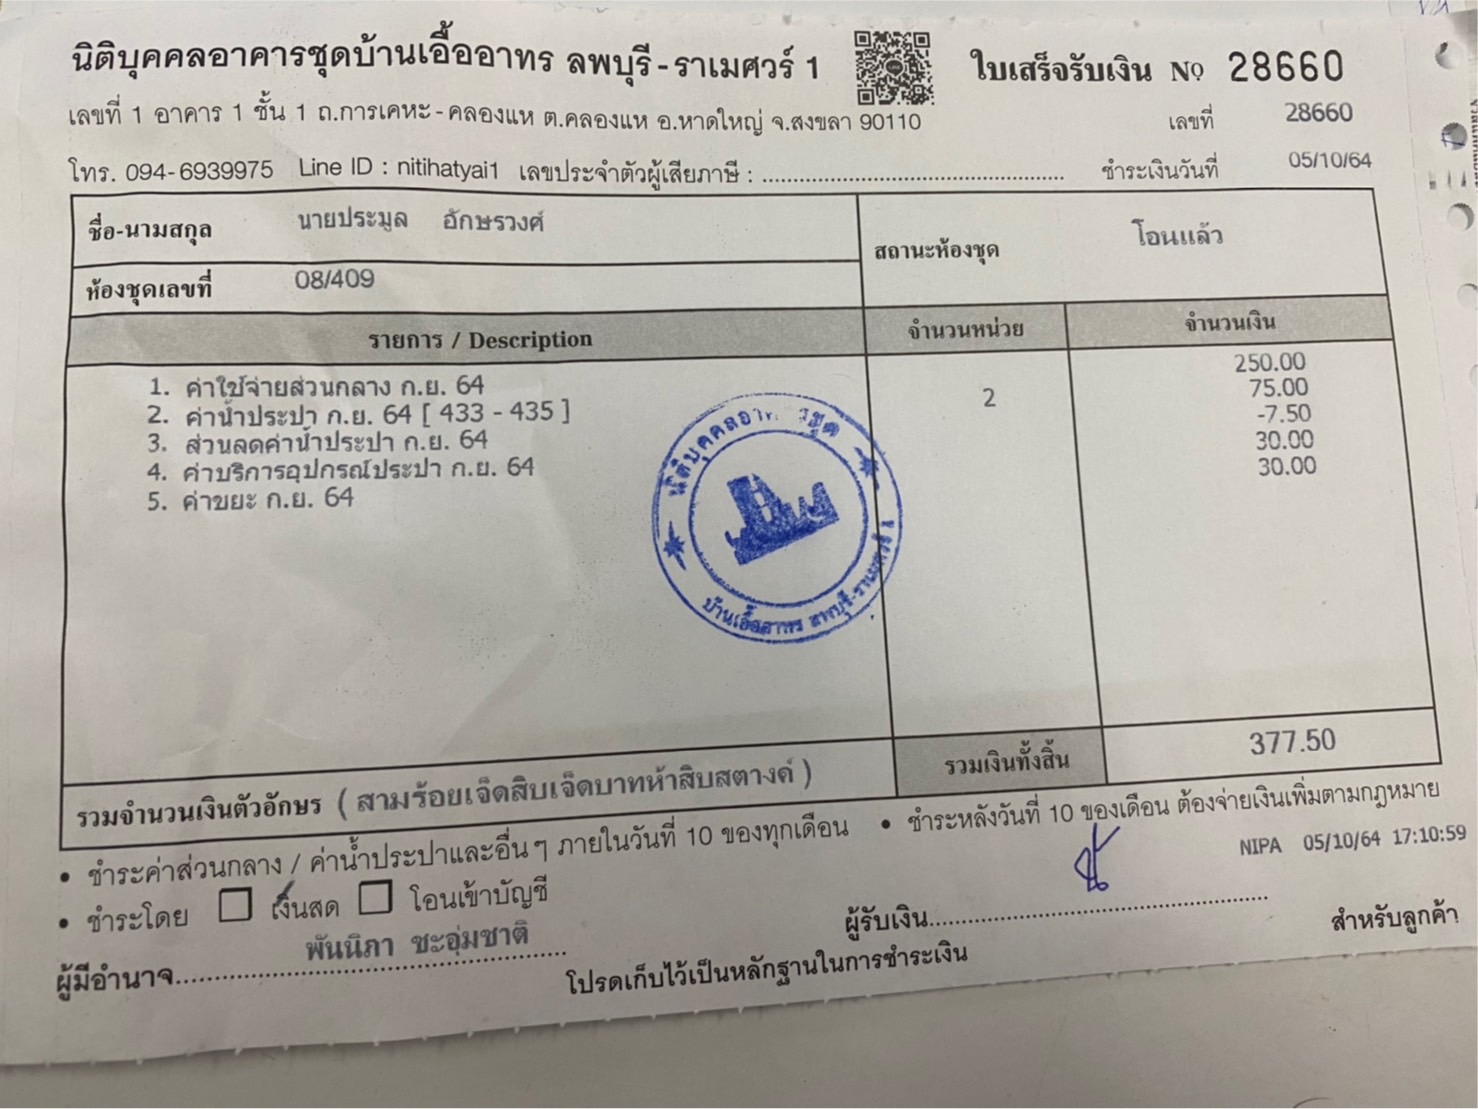 นิติบุคคลอาคารชุดบ้านเอื้ออาทร ลพบุรี-ราเมศวร์ 1 ใบเสร็จรับเงิน Nº 28660
เลขที่ 1 อาคาร 1 ชั้น 1 ถ.การเคหะ-คลองแห ต.คลองแห อ.หาดใหญ่ จ.สงขลา 90110 เลขที่ 28660
โทร. 094-6939975 Line ID : nitihatyai1 เลขประจำตัวผู้เสียภาษี : ........................................ ชำระเงินวันที่ 05/10/64
ชื่อ-นามสกุล นายประมูล อักษรวงศ์ สถานะห้องชุด โอนแล้ว
ห้องชุดเลขที่ 08/409
รายการ / Description จำนวนหน่วย จำนวนเงิน
1. ค่าใช้จ่ายส่วนกลาง ก.ย. 64 250.00
2. ค่าน้ำประปา ก.ย. 64 [ 433 - 435 ] 2 75.00
3. ส่วนลดค่าน้ำประปา ก.ย. 64 -7.50
4. ค่าบริการอุปกรณ์ประปา ก.ย. 64 30.00
5. ค่าขยะ ก.ย. 64 30.00
นิติบุคคลอาคารชุด
บ้านเอื้ออาทร ลพบุรี-ราเมศวร์ 1
รวมจำนวนเงินตัวอักษร ( สามร้อยเจ็ดสิบเจ็ดบาทห้าสิบสตางค์ ) รวมเงินทั้งสิ้น 377.50
• ชำระค่าส่วนกลาง / ค่าน้ำประปาและอื่นๆ ภายในวันที่ 10 ของทุกเดือน • ชำระหลังวันที่ 10 ของเดือน ต้องจ่ายเงินเพิ่มตามกฎหมาย
• ชำระโดย เงินสด โอนเข้าบัญชี NIPA 05/10/64 17:10:59
ผู้มีอำนาจ พันนิภา ชะอุ่มชาติ ผู้รับเงิน........................................ สำหรับลูกค้า
โปรดเก็บไว้เป็นหลักฐานในการชำระเงิน